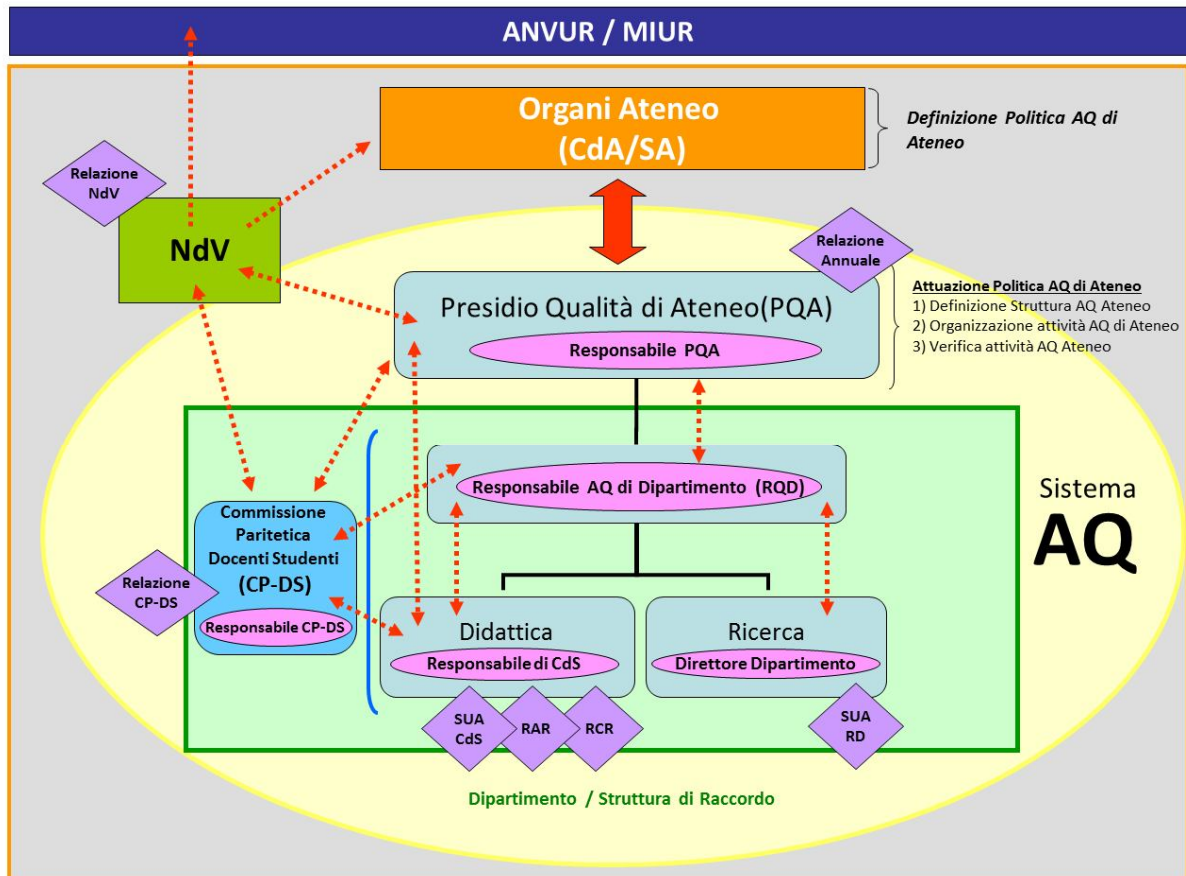 ANVUR / MIUR
Organi Ateneo
(CdA/SA)
Definizione Politica AQ di
Ateneo
Relazione
NdV
NdV
Relazione
Annuale
Presidio Qualità di Ateneo(PQA)
Responsabile PQA
Attuazione Politica AQ di Ateneo
1) Definizione Struttura AQ Ateneo
2) Organizzazione attività AQ di Ateneo
3) Verifica attività AQ Ateneo
Responsabile AQ di Dipartimento (RQD)
Sistema
AQ
Commissione
Paritetica
Docenti Studenti
(CP-DS)
Responsabile CP-DS
Relazione
CP-DS
Didattica
Responsabile di CdS
Ricerca
Direttore Dipartimento
SUA
CdS
RAR
RCR
SUA
RD
Dipartimento / Struttura di Raccordo